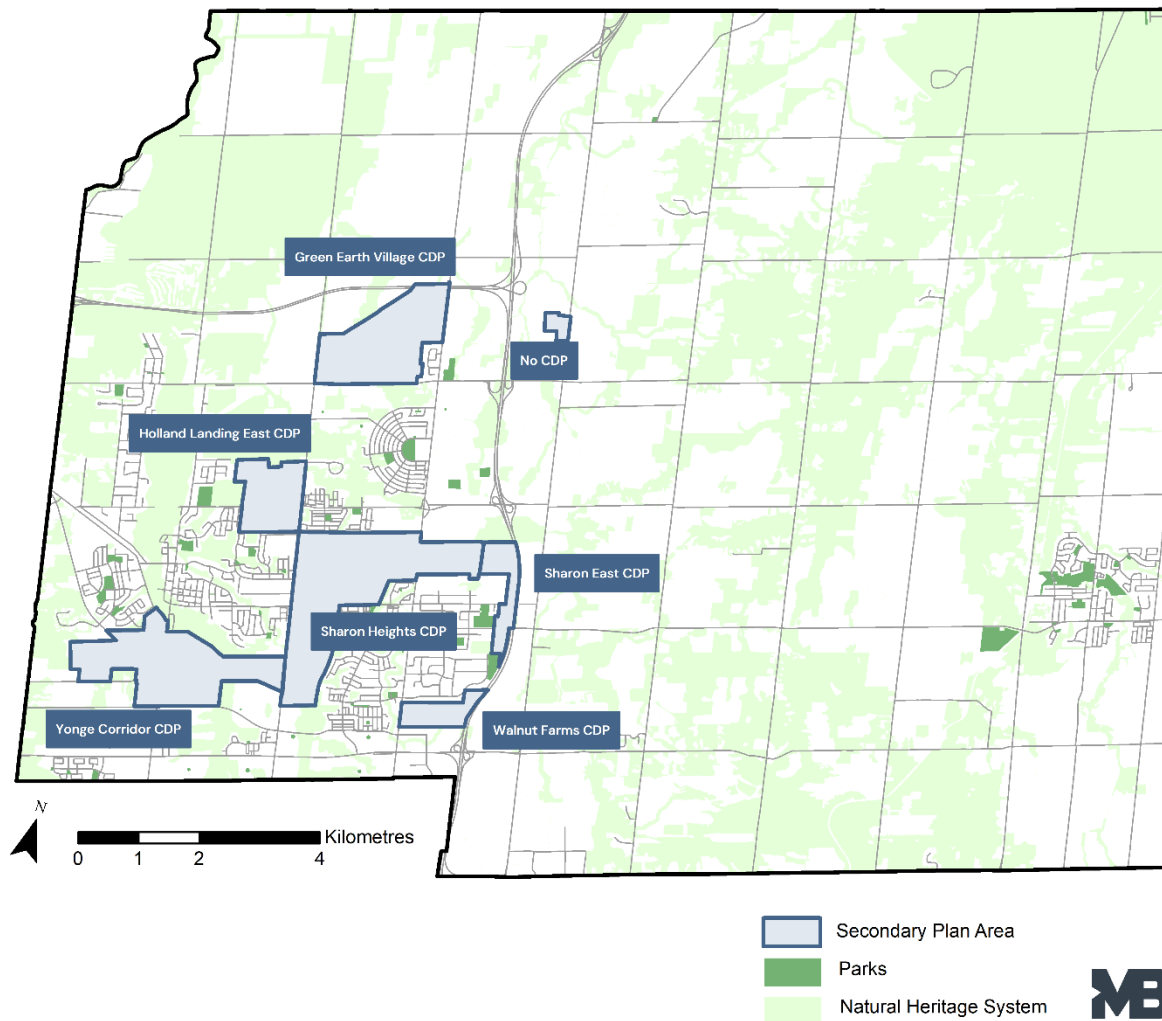 Green Earth Village CDP
No CDP
Holland Landing East CDP
Sharon East CDP
Sharon Heights CDP
Yonge Corridor CDP
Walnut Farms CDP
N
Kilometres
0 1 2 4
Secondary Plan Area
Parks
Natural Heritage System
MB